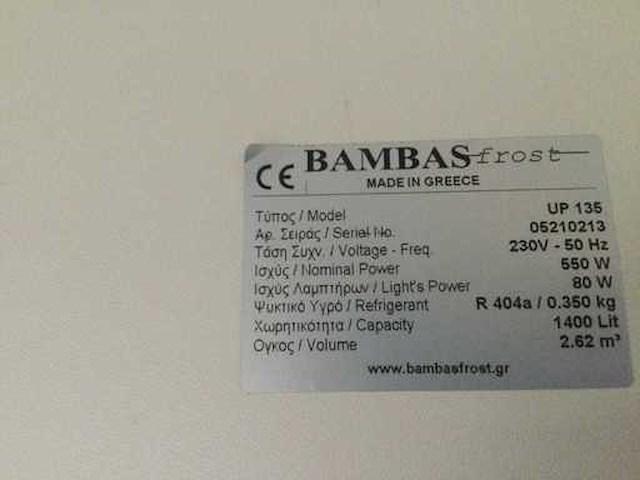 CE BAMBAS frost
MADE IN GREECE
Τύπος / Model UP 135
Αρ. Σειράς / Serial No. 05210213
Τάση Συχν. / Voltage - Freq. 230V - 50 Hz
Ισχύς / Nominal Power 550 W
Ισχύς Λαμπτήρων / Light's Power 80 W
Ψυκτικό Υγρό / Refrigerant R 404a / 0.350 kg
Χωρητικότητα / Capacity 1400 Lit
Ογκος / Volume 2.62 m³
www.bambasfrost.gr